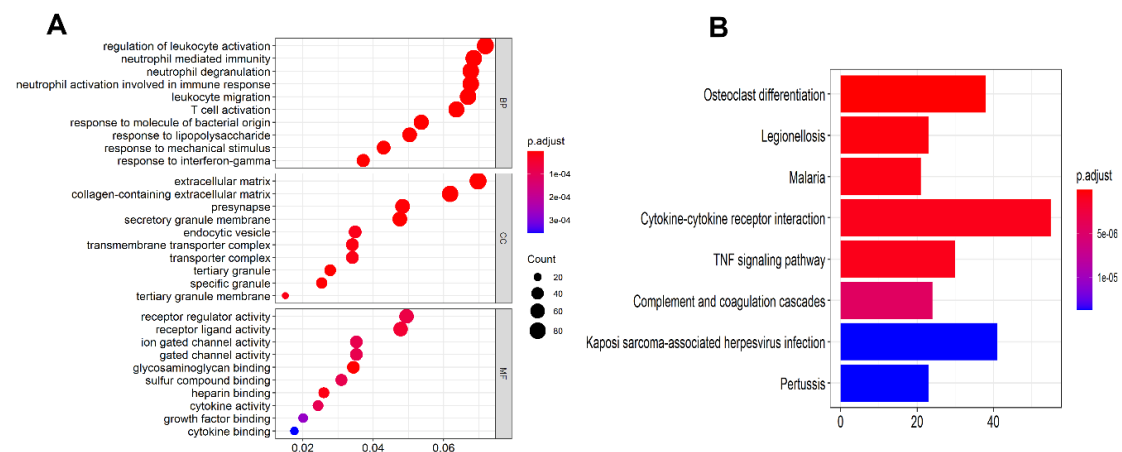 A
regulation of leukocyte activation
neutrophil mediated immunity
neutrophil degranulation
neutrophil activation involved in immune response
leukocyte migration
T cell activation
response to molecule of bacterial origin
response to lipopolysaccharide
response to mechanical stimulus
response to interferon-gamma
BP
extracellular matrix
collagen-containing extracellular matrix
presynapse
secretory granule membrane
endocytic vesicle
transmembrane transporter complex
transporter complex
tertiary granule
specific granule
tertiary granule membrane
CC
receptor regulator activity
receptor ligand activity
ion gated channel activity
gated channel activity
glycosaminoglycan binding
sulfur compound binding
heparin binding
cytokine activity
growth factor binding
cytokine binding
MF
0.02 0.04 0.06
p.adjust
1e-04
2e-04
3e-04
Count
20
40
60
80
B
Osteoclast differentiation
Legionellosis
Malaria
Cytokine-cytokine receptor interaction
TNF signaling pathway
Complement and coagulation cascades
Kaposi sarcoma-associated herpesvirus infection
Pertussis
0 20 40
p.adjust
5e-06
1e-05